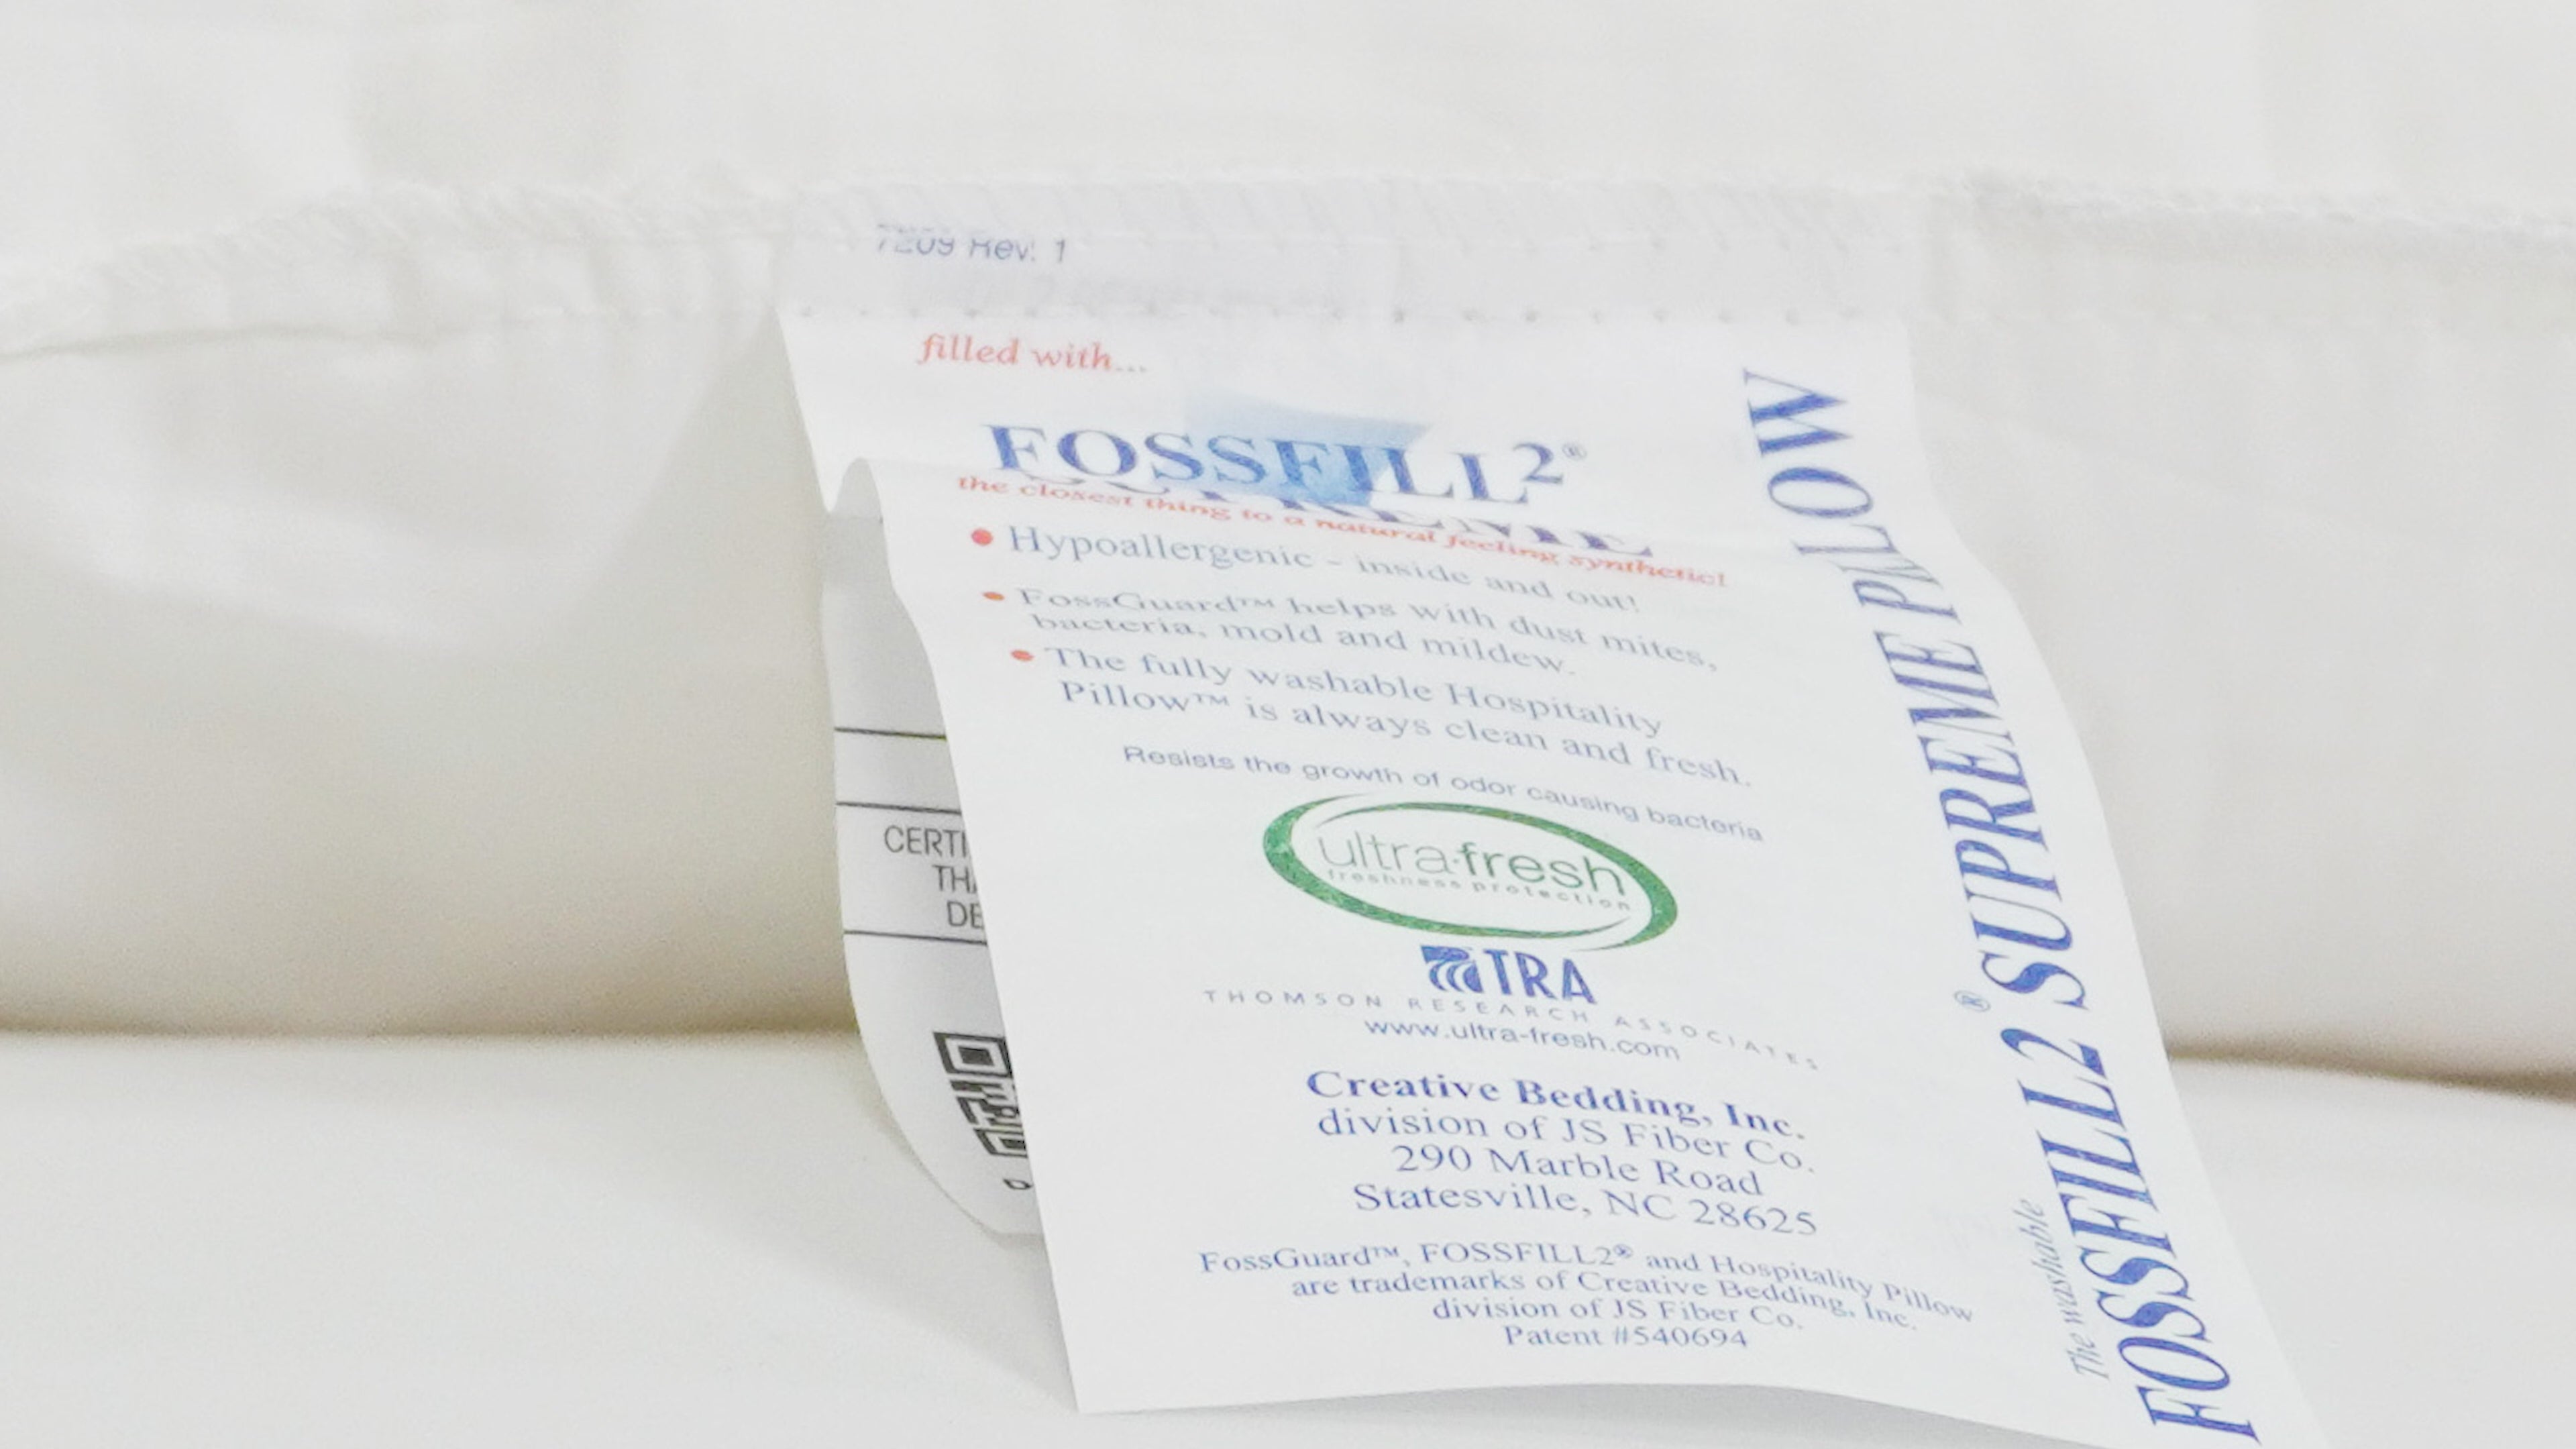 Rev: 1
filled with...
FOSSFILL2®
SUPREME
the closest thing to a natural feeling synthetic!
• Hypoallergenic - inside and out!
• FossGuard™ helps with dust mites,
bacteria, mold and mildew.
• The fully washable Hospitality
Pillow™ is always clean and fresh.
Resists the growth of odor causing bacteria
ultra-fresh
freshness protection
TRA
THOMSON RESEARCH ASSOCIATES
www.ultra-fresh.com
Creative Bedding, Inc.
division of JS Fiber Co.
290 Marble Road
Statesville, NC 28625
FossGuard™, FOSSFILL2® and Hospitality Pillow
are trademarks of Creative Bedding, Inc.
division of JS Fiber Co.
Patent #540694
The washable
FOSSFILL2® SUPREME PILLOW
CERTI
TH
DE